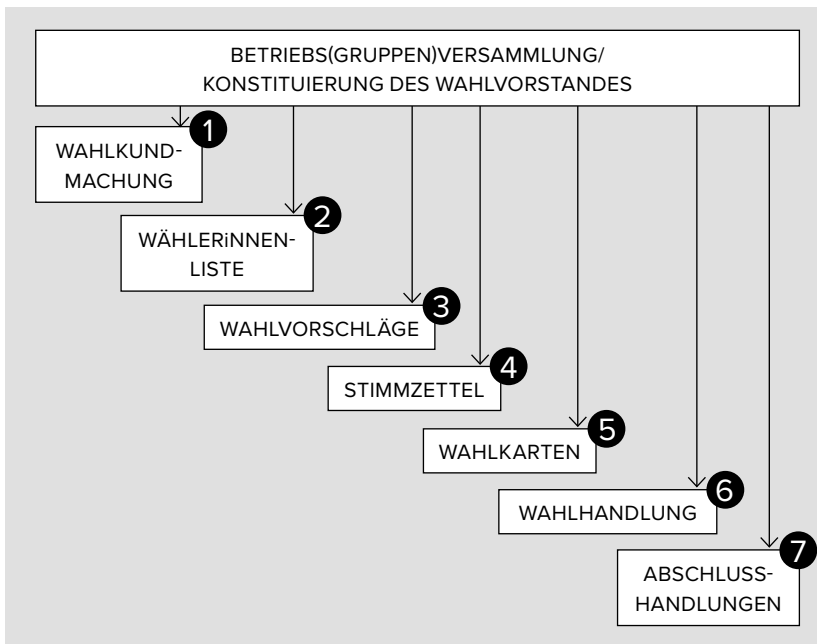 BETRIEBS(GRUPPEN)VERSAMMLUNG/
KONSTITUIERUNG DES WAHLVORSTANDES
1
WAHLKUND-
MACHUNG
2
WÄHLERiNNEN-
LISTE
3
WAHLVORSCHLÄGE
4
STIMMZETTEL
5
WAHLKARTEN
6
WAHLHANDLUNG
7
ABSCHLUSS-
HANDLUNGEN